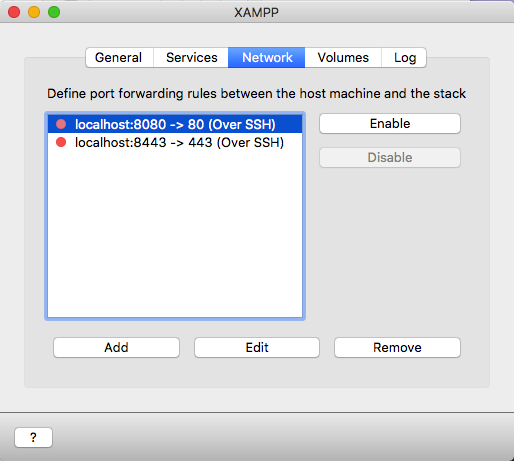 XAMPP
General Services Network Volumes Log
Define port forwarding rules between the host machine and the stack
localhost:8080 -> 80 (Over SSH)
localhost:8443 -> 443 (Over SSH)
Enable
Disable
Add Edit Remove
?